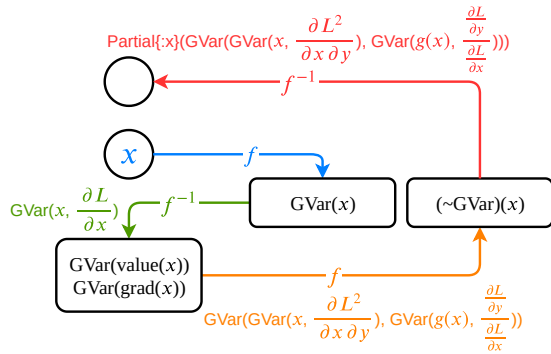 Partial{:x}(GVar(GVar(x, ∂L²/∂x ∂y), GVar(g(x), ∂L/∂y / ∂L/∂x)))
f⁻¹
x
f
f⁻¹
GVar(x, ∂L/∂x)
GVar(x)
(~GVar)(x)
GVar(value(x))
GVar(grad(x))
f
GVar(GVar(x, ∂L²/∂x ∂y), GVar(g(x), ∂L/∂y / ∂L/∂x))